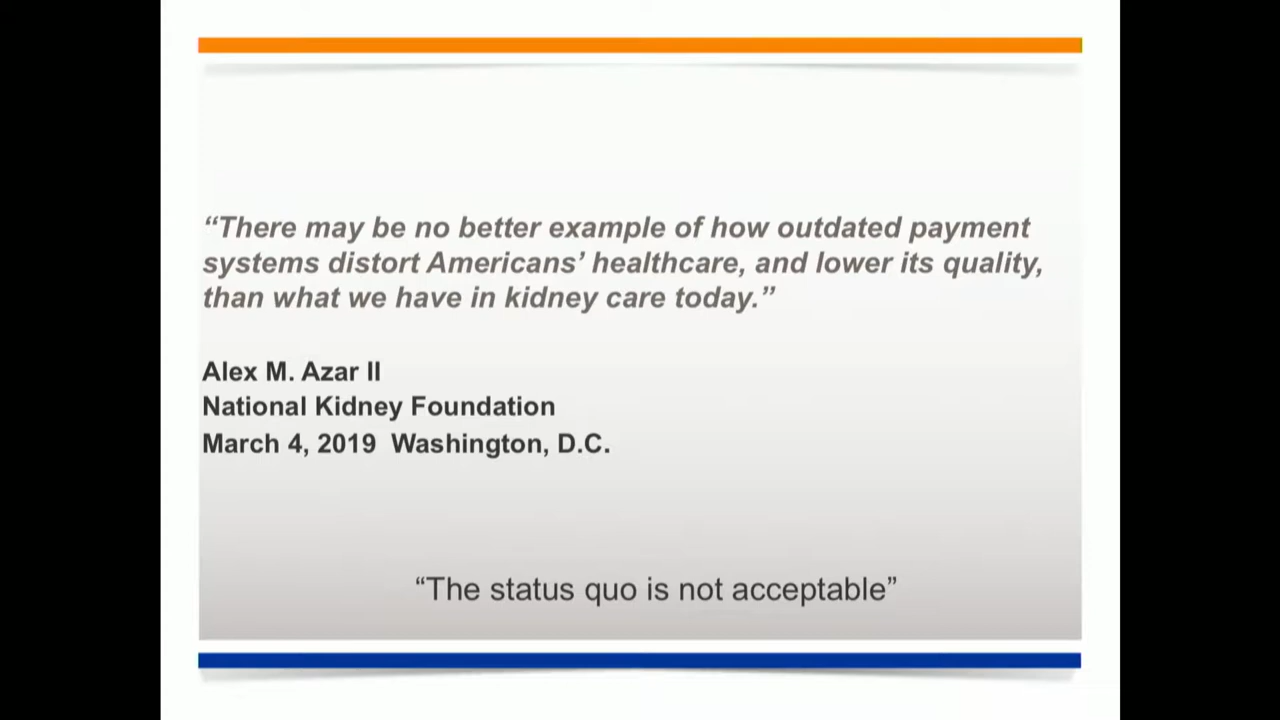 “There may be no better example of how outdated payment
systems distort Americans’ healthcare, and lower its quality,
than what we have in kidney care today.”
Alex M. Azar II
National Kidney Foundation
March 4, 2019  Washington, D.C.
“The status quo is not acceptable”